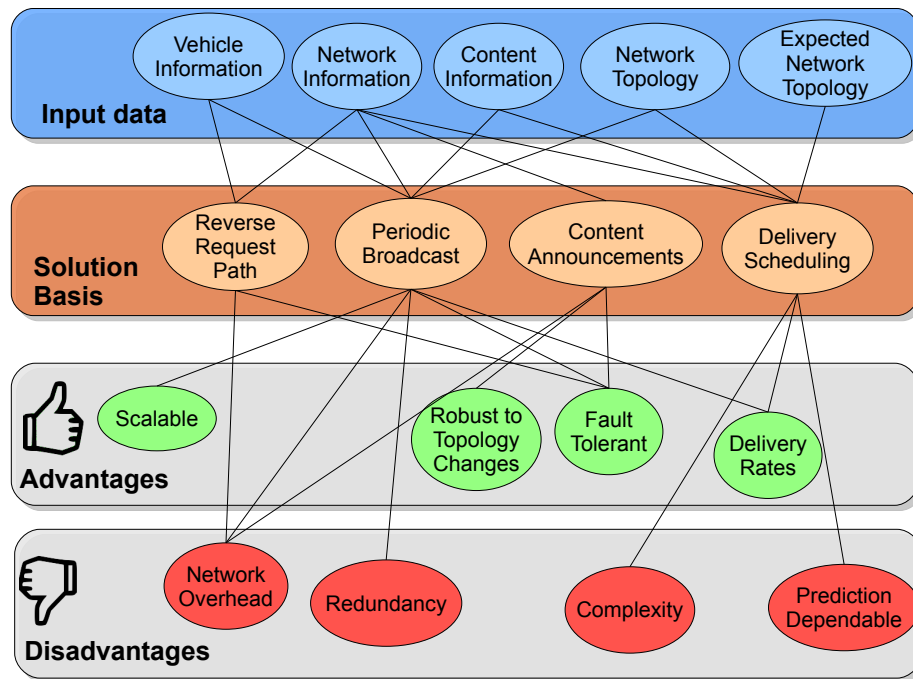 Vehicle
Information
Network
Information
Content
Information
Network
Topology
Expected
Network
Topology
Input data
Reverse
Request
Path
Periodic
Broadcast
Content
Announcements
Delivery
Scheduling
Solution
Basis
Scalable
Robust to
Topology
Changes
Fault
Tolerant
Delivery
Rates
Advantages
Network
Overhead
Redundancy
Complexity
Prediction
Dependable
Disadvantages